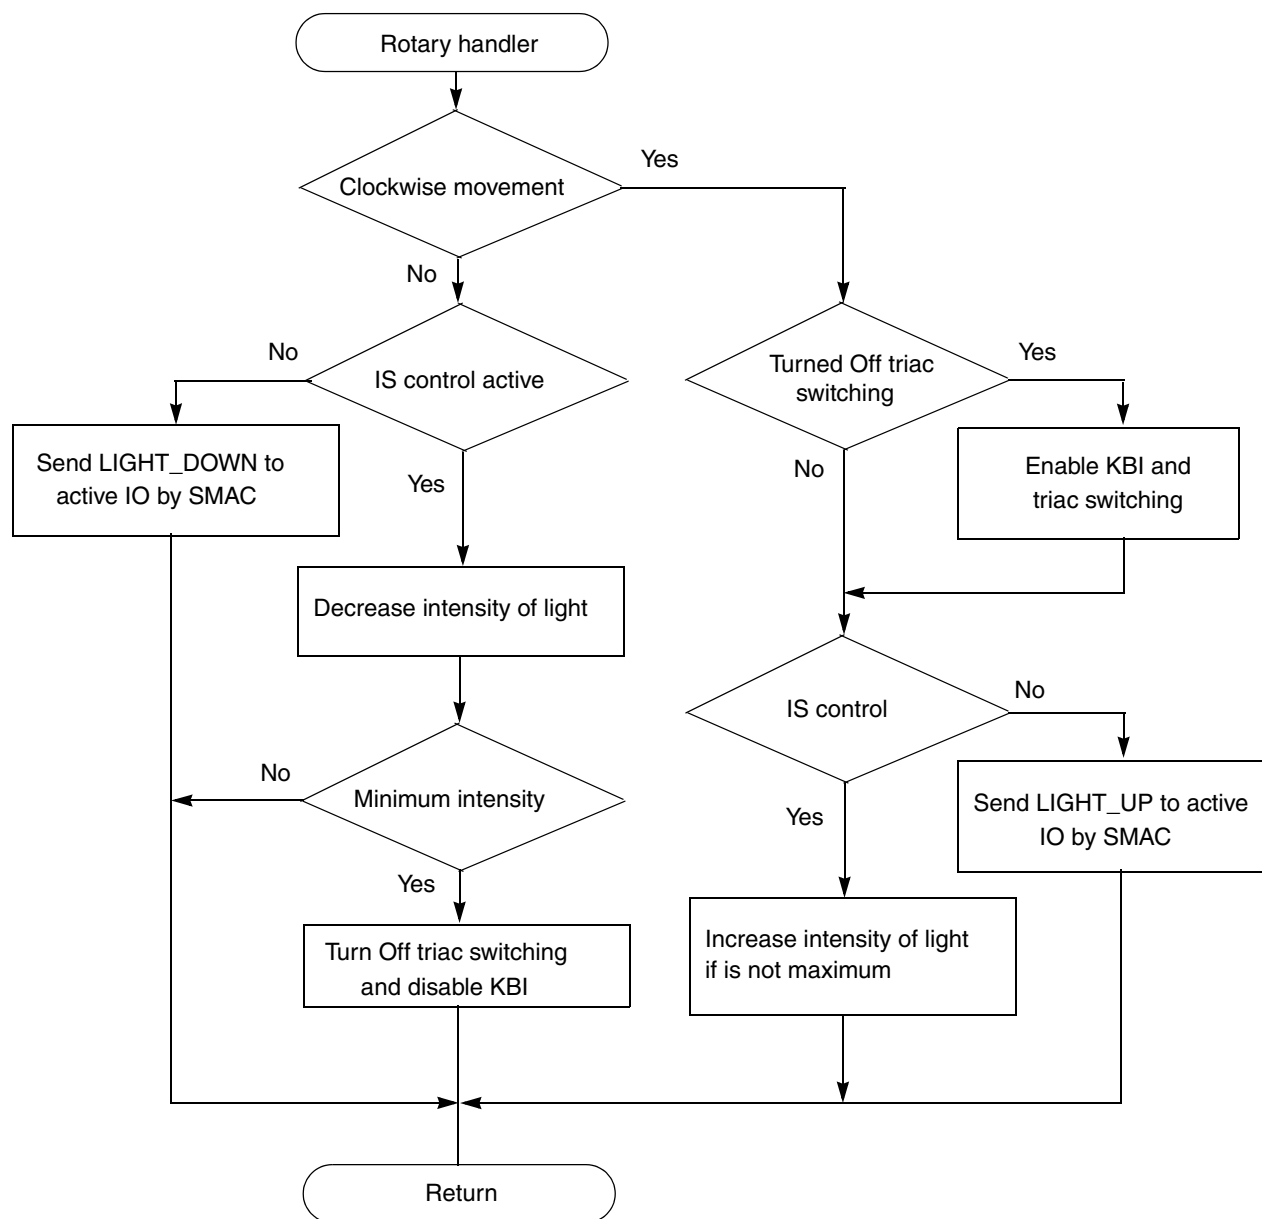 Rotary handler
Yes
Clockwise movement
No
No
IS control active
Turned Off triac
switching
Yes
Send LIGHT_DOWN to
active IO by SMAC
Yes
No
Enable KBI and
triac switching
Decrease intensity of light
IS control
No
No
Minimum intensity
Yes
Send LIGHT_UP to active
IO by SMAC
Yes
Turn Off triac switching
and disable KBI
Increase intensity of light
if is not maximum
Return